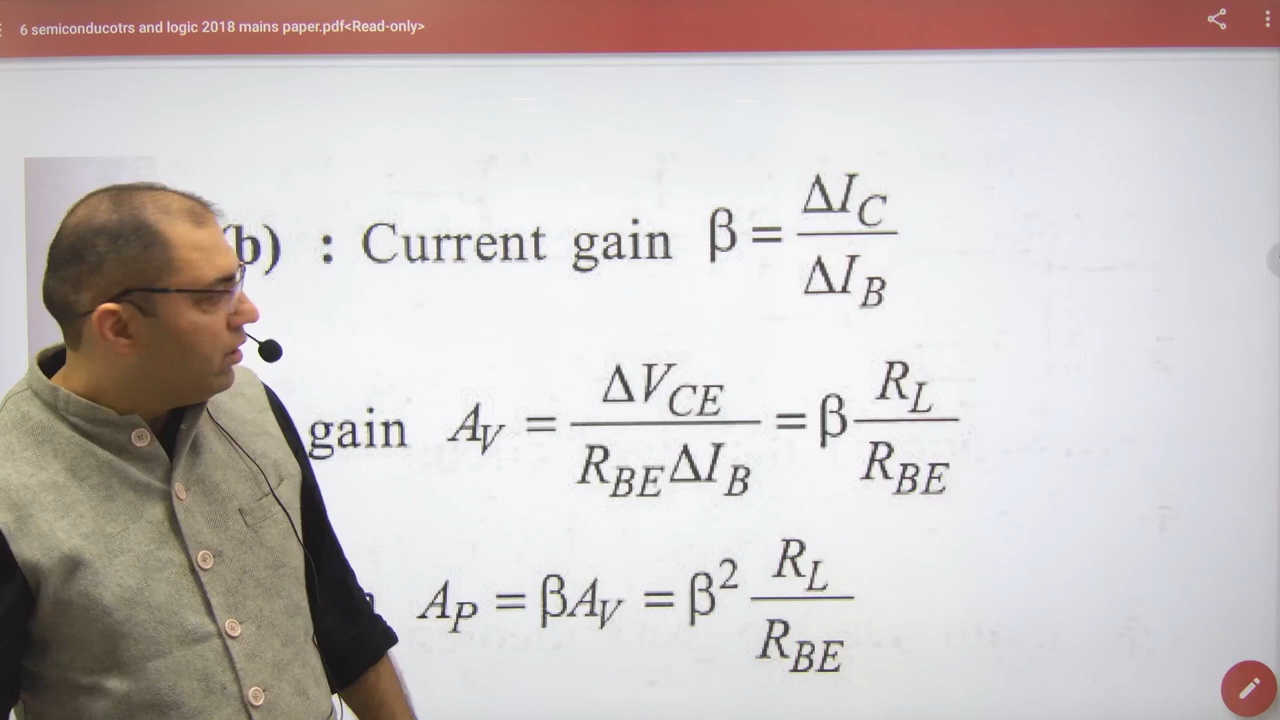 6 semiconducotrs and logic 2018 mains paper.pdf<Read-only>
b) : Current gain β = ΔI_C / ΔI_B
gain A_V = ΔV_CE / R_BE ΔI_B = β R_L / R_BE
A_P = βA_V = β² R_L / R_BE